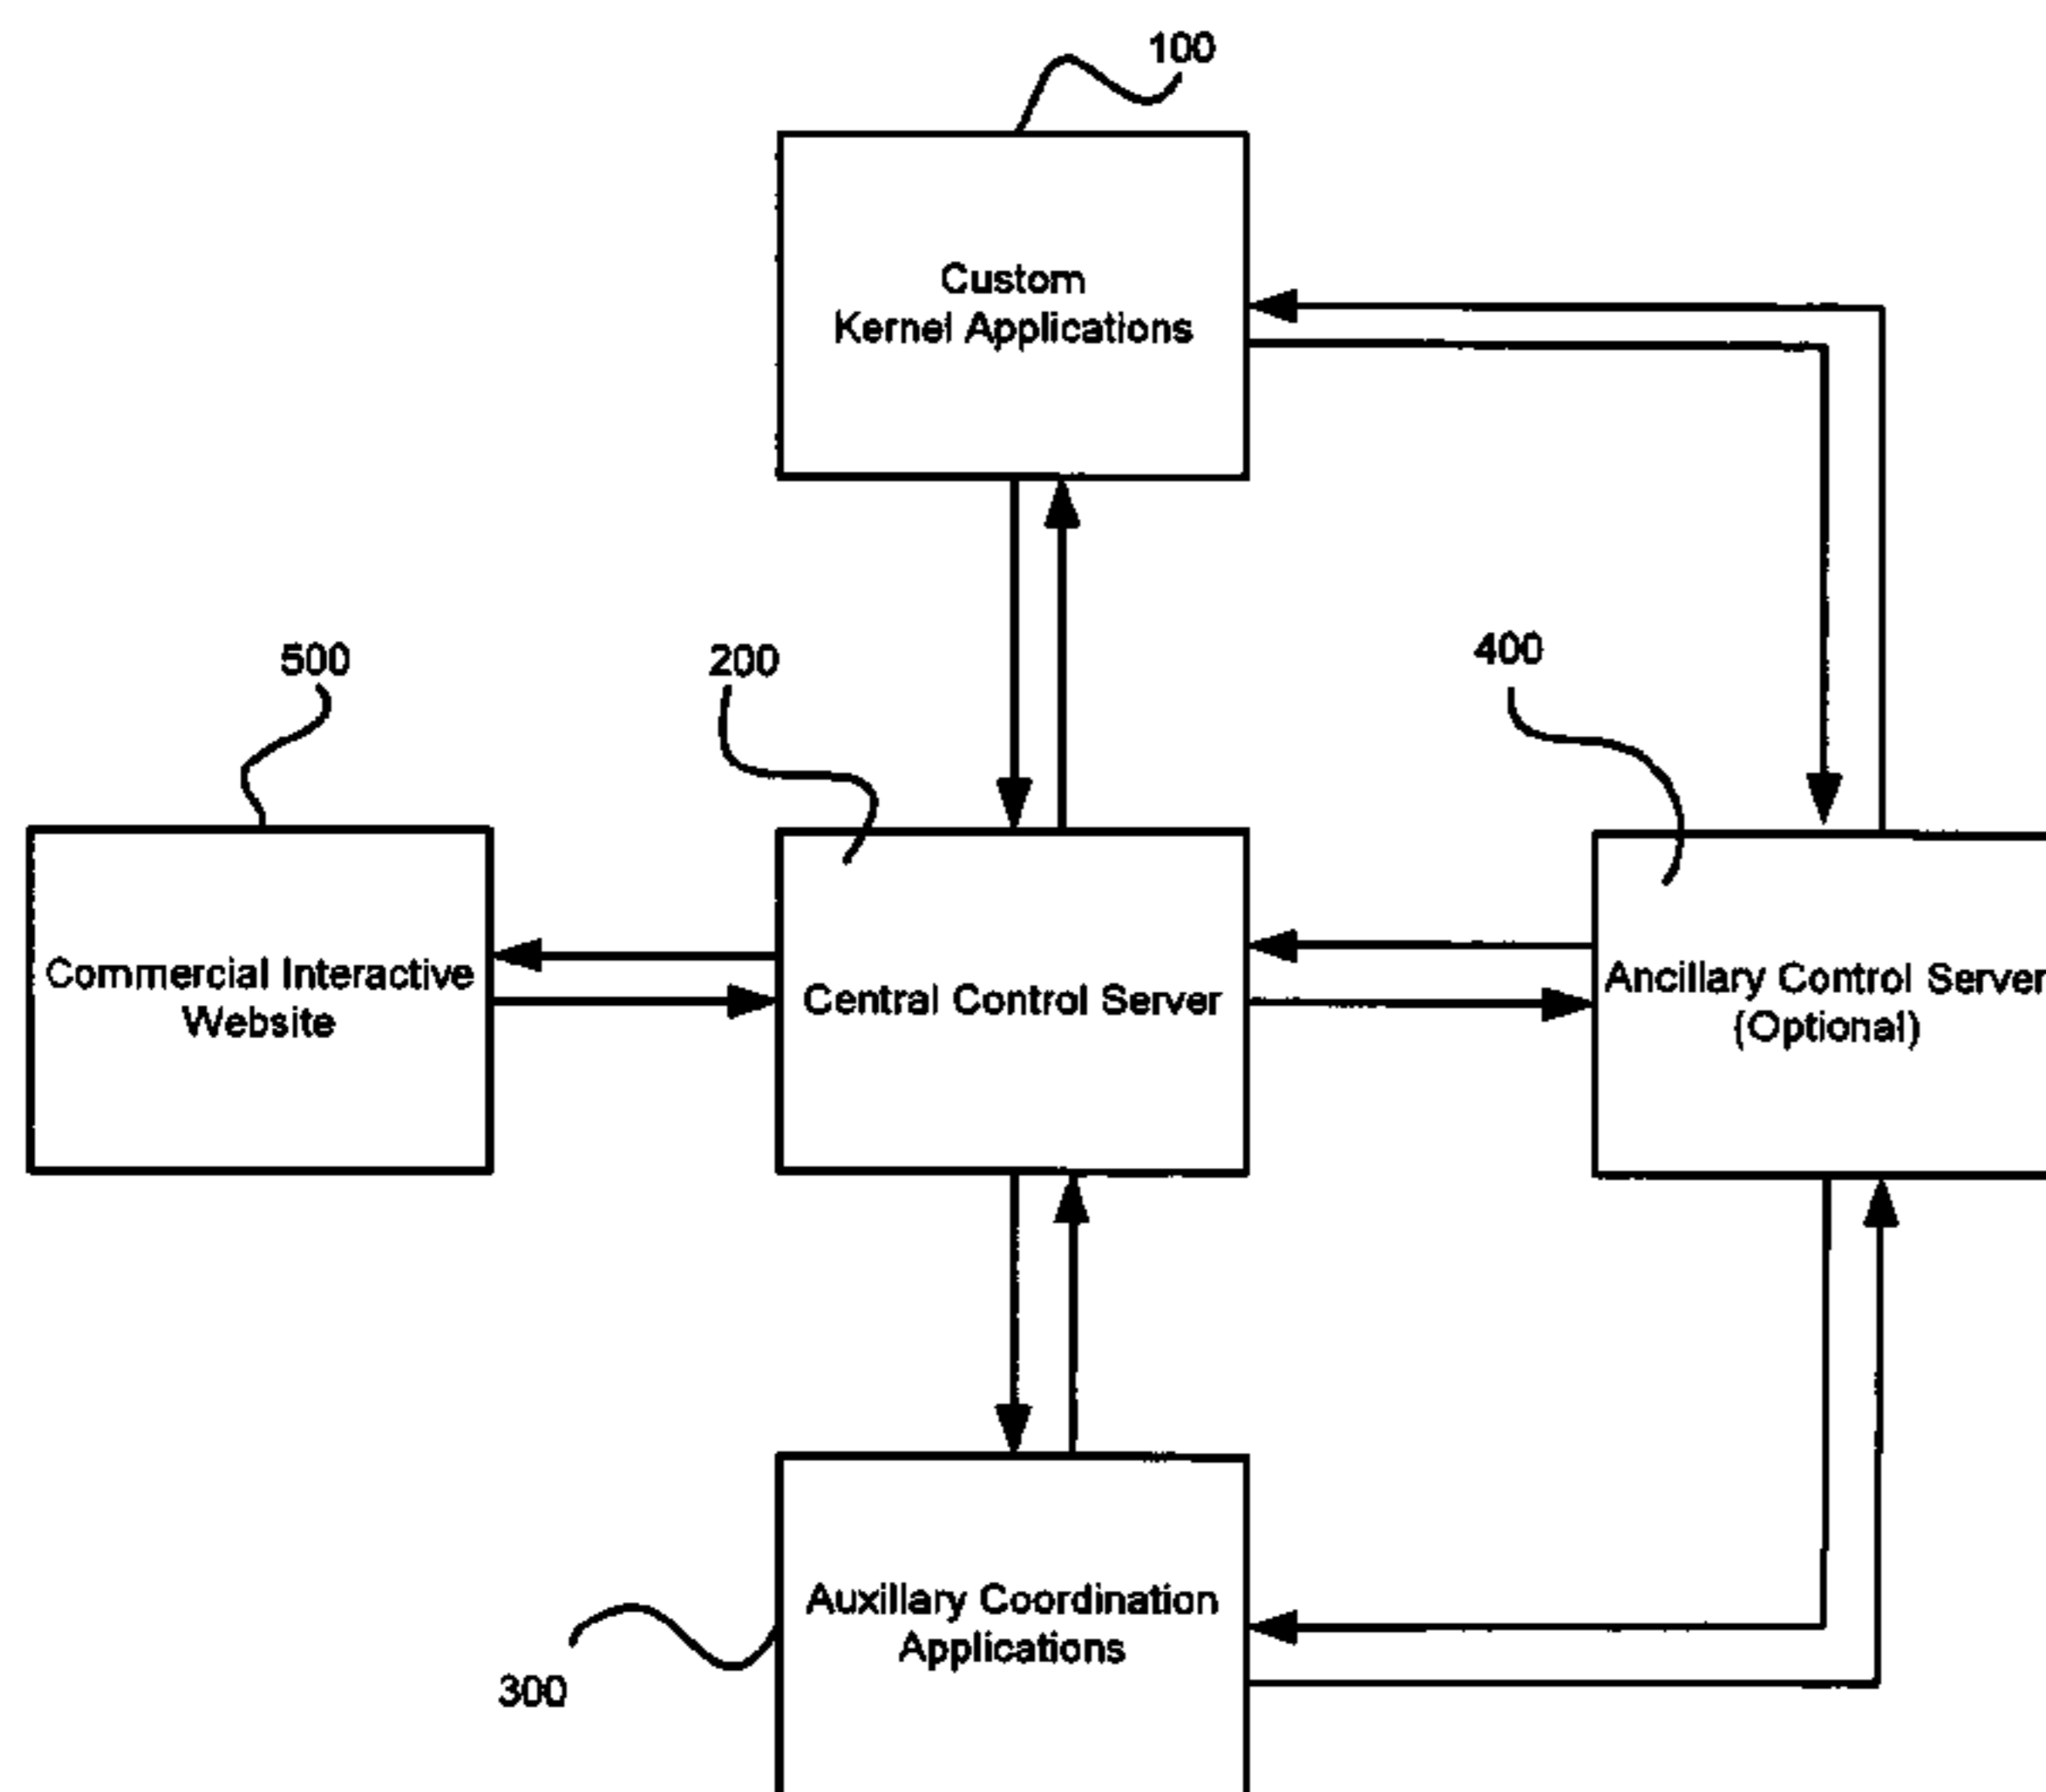 100
Custom
Kernel Applications
500
200
400
Commercial Interactive
Website
Central Control Server
Ancillary Control Server
(Optional)
Auxillary Coordination
Applications
300